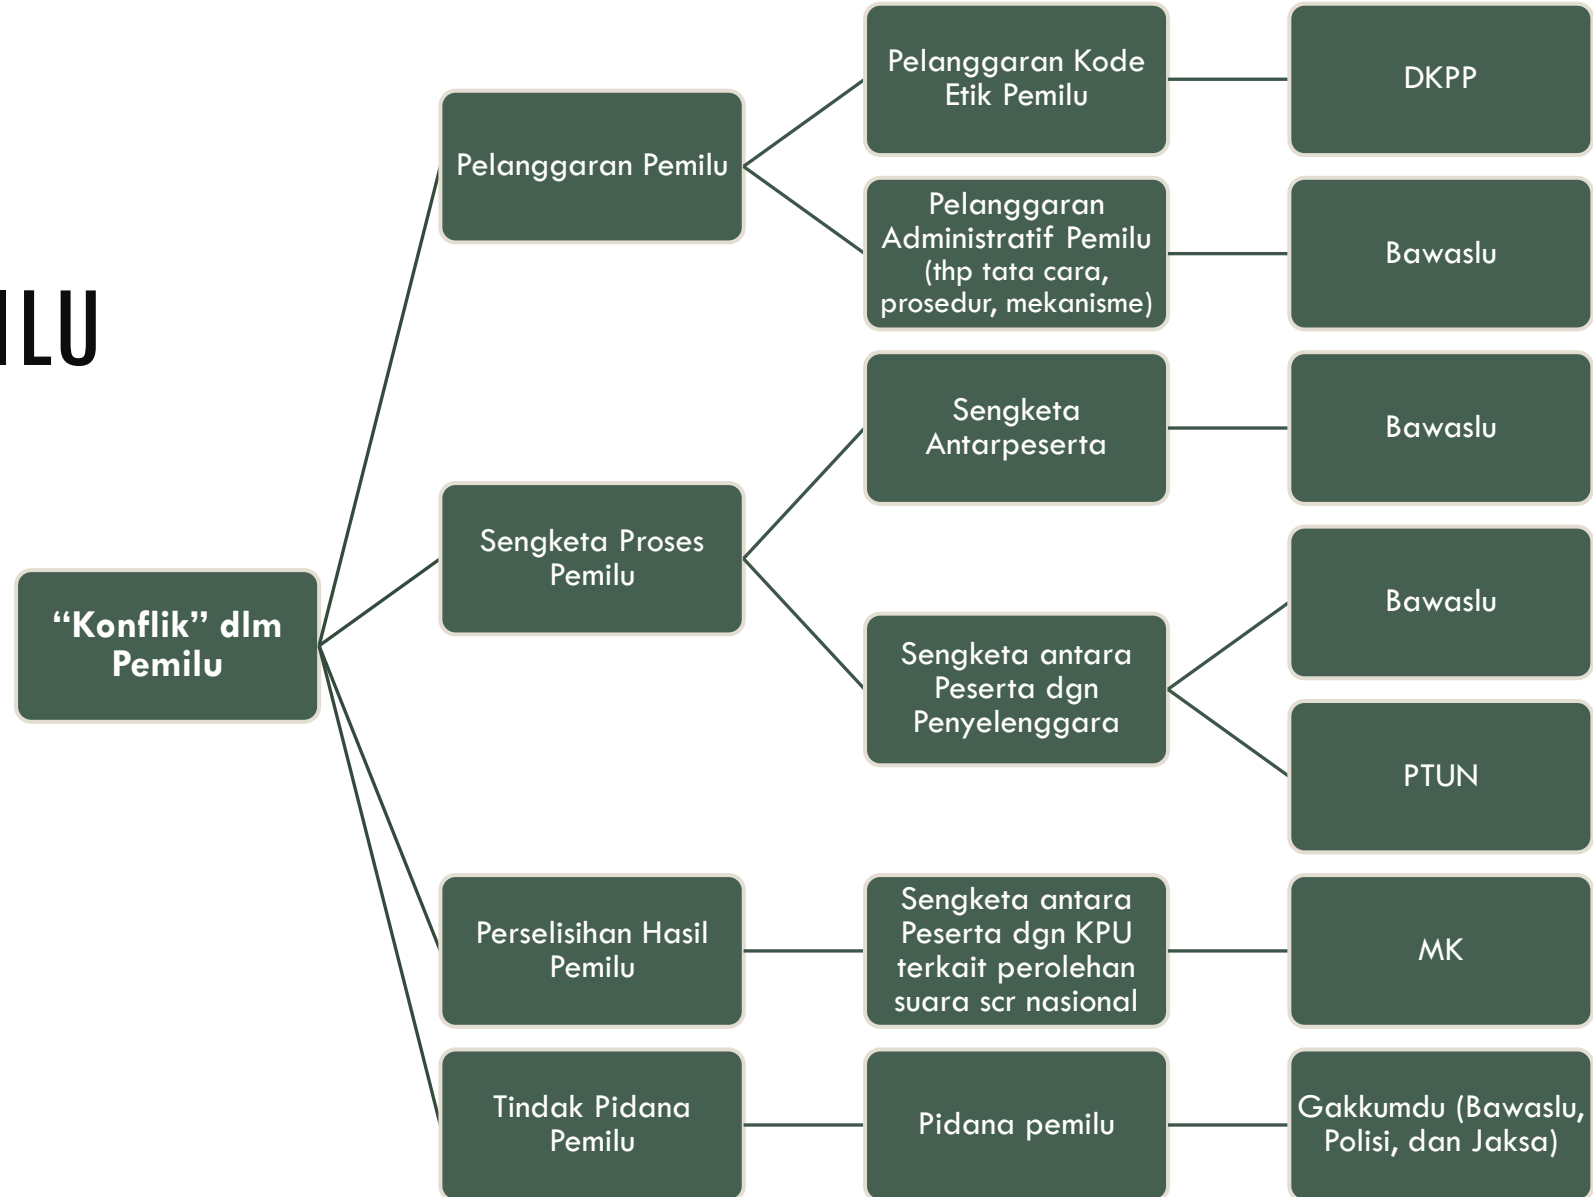 ILU
“Konflik” dlm
Pemilu
Pelanggaran Pemilu
Pelanggaran Kode
Etik Pemilu
DKPP
Pelanggaran
Administratif Pemilu
(thp tata cara,
prosedur, mekanisme)
Bawaslu
Sengketa Proses
Pemilu
Sengketa
Antarpeserta
Bawaslu
Sengketa antara
Peserta dgn
Penyelenggara
Bawaslu
PTUN
Perselisihan Hasil
Pemilu
Sengketa antara
Peserta dgn KPU
terkait perolehan
suara scr nasional
MK
Tindak Pidana
Pemilu
Pidana pemilu
Gakkumdu (Bawaslu,
Polisi, dan Jaksa)